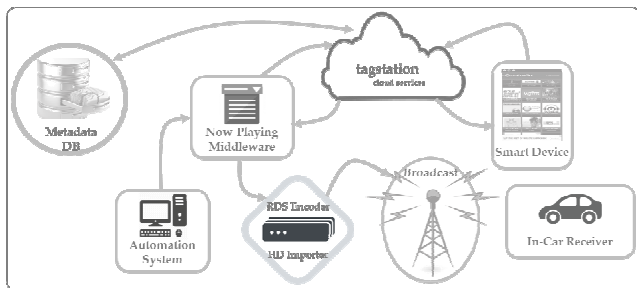 tagstation
cloud services
Metadata
DB
Now Playing
Middleware
Smart Device
Broadcast
RDS Encoder
HD Importer
Automation
System
In-Car Receiver